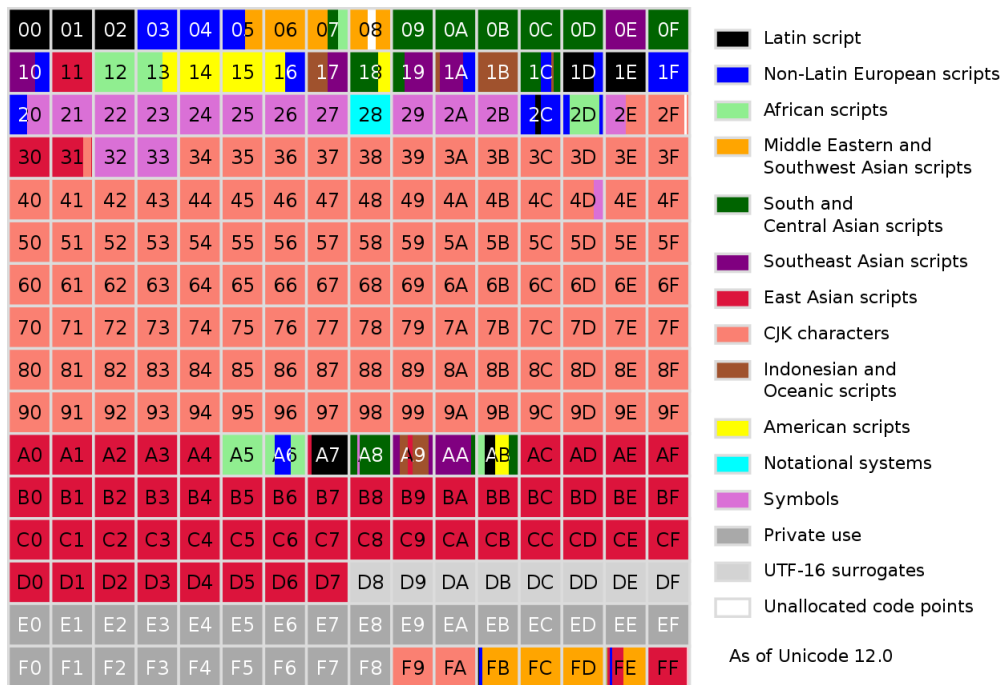 00 01 02 03 04 05 06 07 08 09 0A 0B 0C 0D 0E 0F
10 11 12 13 14 15 16 17 18 19 1A 1B 1C 1D 1E 1F
20 21 22 23 24 25 26 27 28 29 2A 2B 2C 2D 2E 2F
30 31 32 33 34 35 36 37 38 39 3A 3B 3C 3D 3E 3F
40 41 42 43 44 45 46 47 48 49 4A 4B 4C 4D 4E 4F
50 51 52 53 54 55 56 57 58 59 5A 5B 5C 5D 5E 5F
60 61 62 63 64 65 66 67 68 69 6A 6B 6C 6D 6E 6F
70 71 72 73 74 75 76 77 78 79 7A 7B 7C 7D 7E 7F
80 81 82 83 84 85 86 87 88 89 8A 8B 8C 8D 8E 8F
90 91 92 93 94 95 96 97 98 99 9A 9B 9C 9D 9E 9F
A0 A1 A2 A3 A4 A5 A6 A7 A8 A9 AA AB AC AD AE AF
B0 B1 B2 B3 B4 B5 B6 B7 B8 B9 BA BB BC BD BE BF
C0 C1 C2 C3 C4 C5 C6 C7 C8 C9 CA CB CC CD CE CF
D0 D1 D2 D3 D4 D5 D6 D7 D8 D9 DA DB DC DD DE DF
E0 E1 E2 E3 E4 E5 E6 E7 E8 E9 EA EB EC ED EE EF
F0 F1 F2 F3 F4 F5 F6 F7 F8 F9 FA FB FC FD FE FF
Latin script
Non-Latin European scripts
African scripts
Middle Eastern and
Southwest Asian scripts
South and
Central Asian scripts
Southeast Asian scripts
East Asian scripts
CJK characters
Indonesian and
Oceanic scripts
American scripts
Notational systems
Symbols
Private use
UTF-16 surrogates
Unallocated code points
As of Unicode 12.0